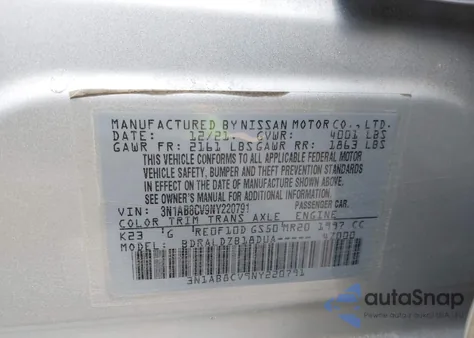 MANUFACTURED BY NISSAN MOTOR CO., LTD.
DATE: 12/21 GVWR: 4001 LBS
GAWR FR: 2161 LBS GAWR RR: 1863 LBS
THIS VEHICLE CONFORMS TO ALL APPLICABLE FEDERAL MOTOR
VEHICLE SAFETY, BUMPER, AND THEFT PREVENTION STANDARDS
IN EFFECT ON THE DATE OF MANUFACTURE SHOWN ABOVE.
SEE OWNER'S MANUAL FOR ADDITIONAL INFORMATION.
VIN: 3N1AB8CV9NY220791 PASSENGER CAR.
COLOR TRIM TRANS AXLE ENGINE
K23 G RE0F10D GS50 MR20 1997 CC
BDRALDZB18DUA 47000
3N1AB8CV9NY220791
autoSnap